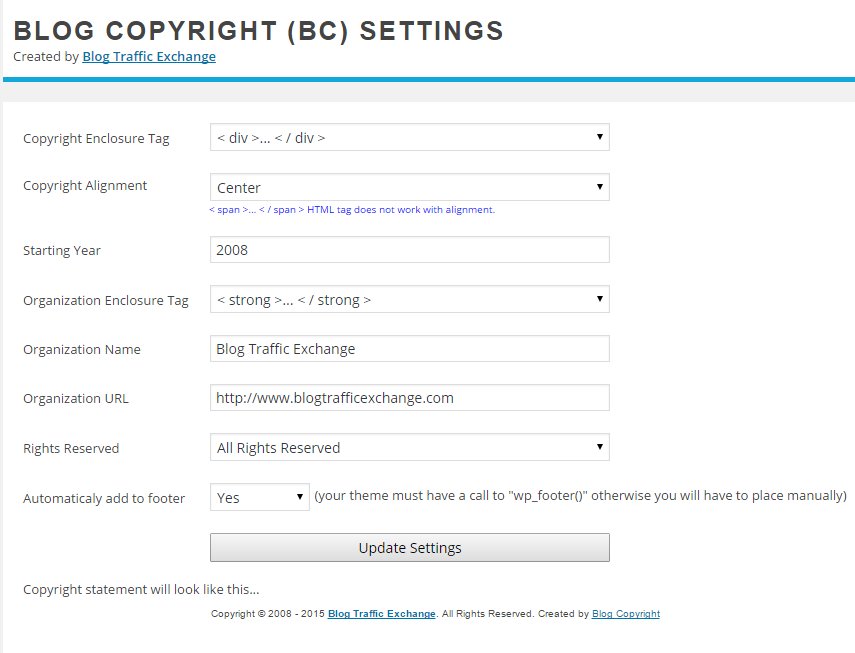 BLOG COPYRIGHT (BC) SETTINGS
Created by Blog Traffic Exchange
Copyright Enclosure Tag < div >... < / div >
Copyright Alignment Center
< span >... < / span > HTML tag does not work with alignment.
Starting Year 2008
Organization Enclosure Tag < strong >... < / strong >
Organization Name Blog Traffic Exchange
Organization URL http://www.blogtrafficexchange.com
Rights Reserved All Rights Reserved
Automaticaly add to footer Yes (your theme must have a call to "wp_footer()" otherwise you will have to place manually)
Update Settings
Copyright statement will look like this...
Copyright © 2008 - 2015 Blog Traffic Exchange. All Rights Reserved. Created by Blog Copyright